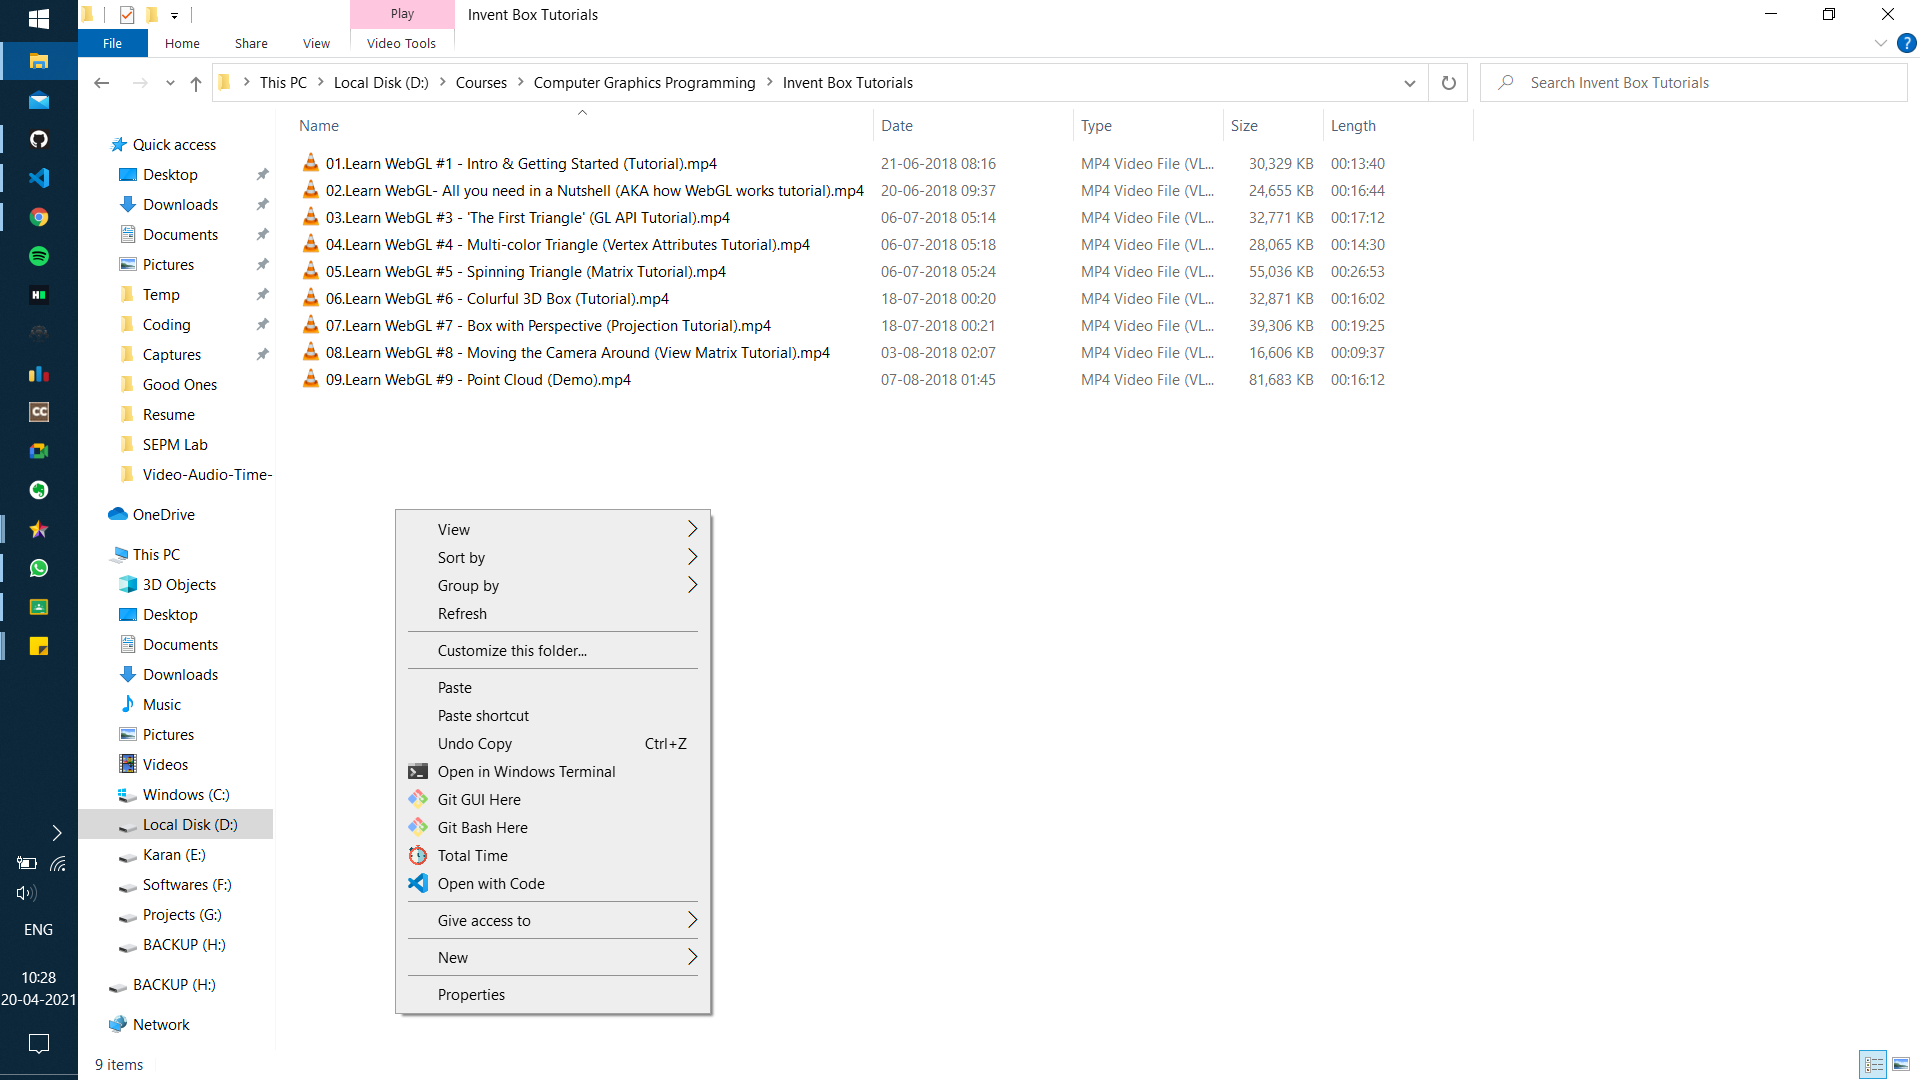 Play
Invent Box Tutorials
File
Home
Share
View
Video Tools
?
This PC
Local Disk (D:)
Courses
Computer Graphics Programming
Invent Box Tutorials
Search Invent Box Tutorials
Name
Date
Type
Size
Length
01.Learn WebGL #1 - Intro & Getting Started (Tutorial).mp4 21-06-2018 08:16 MP4 Video File (VL... 30,329 KB 00:13:40
02.Learn WebGL- All you need in a Nutshell (AKA how WebGL works tutorial).mp4 20-06-2018 09:37 MP4 Video File (VL... 24,655 KB 00:16:44
03.Learn WebGL #3 - 'The First Triangle' (GL API Tutorial).mp4 06-07-2018 05:14 MP4 Video File (VL... 32,771 KB 00:17:12
04.Learn WebGL #4 - Multi-color Triangle (Vertex Attributes Tutorial).mp4 06-07-2018 05:18 MP4 Video File (VL... 28,065 KB 00:14:30
05.Learn WebGL #5 - Spinning Triangle (Matrix Tutorial).mp4 06-07-2018 05:24 MP4 Video File (VL... 55,036 KB 00:26:53
06.Learn WebGL #6 - Colurful 3D Box (Tutorial).mp4 18-07-2018 00:20 MP4 Video File (VL... 32,871 KB 00:16:02
07.Learn WebGL #7 - Box with Perspective (Projection Tutorial).mp4 18-07-2018 00:21 MP4 Video File (VL... 39,306 KB 00:19:25
08.Learn WebGL #8 - Moving the Camera Around (View Matrix Tutorial).mp4 03-08-2018 02:07 MP4 Video File (VL... 16,606 KB 00:09:37
09.Learn WebGL #9 - Point Cloud (Demo).mp4 07-08-2018 01:45 MP4 Video File (VL... 81,683 KB 00:16:12
Quick access
Desktop
Downloads
Documents
Pictures
Temp
Coding
Captures
Good Ones
Resume
SEPM Lab
Video-Audio-Time-
OneDrive
This PC
3D Objects
Desktop
Documents
Downloads
Music
Pictures
Videos
Windows (C:)
Local Disk (D:)
Karan (E:)
Softwares (F:)
Projects (G:)
BACKUP (H:)
BACKUP (H:)
Network
View
Sort by
Group by
Refresh
Customize this folder...
Paste
Paste shortcut
Undo Copy Ctrl+Z
Open in Windows Terminal
Git GUI Here
Git Bash Here
Total Time
Open with Code
Give access to
New
Properties
CC
ENG
10:28
20-04-2021
9 items